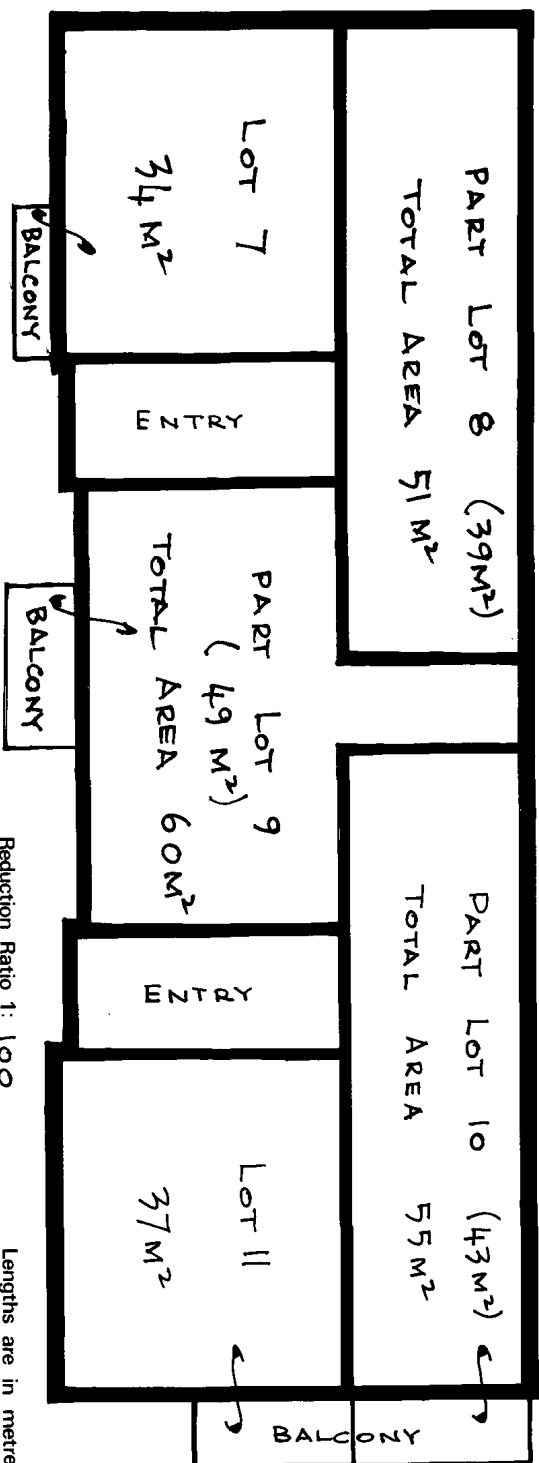 PART LOT 8 (39M²)
TOTAL AREA 51M²
LOT 7
34 M²
BALCONY
ENTRY
PART LOT 9
(49 M²)
TOTAL AREA 60M²
BALCONY
ENTRY
PART LOT 10 (43M²)
TOTAL AREA 55M²
LOT 11
37M²
BALCONY
Reduction Ratio 1: 100
Lengths are in metre